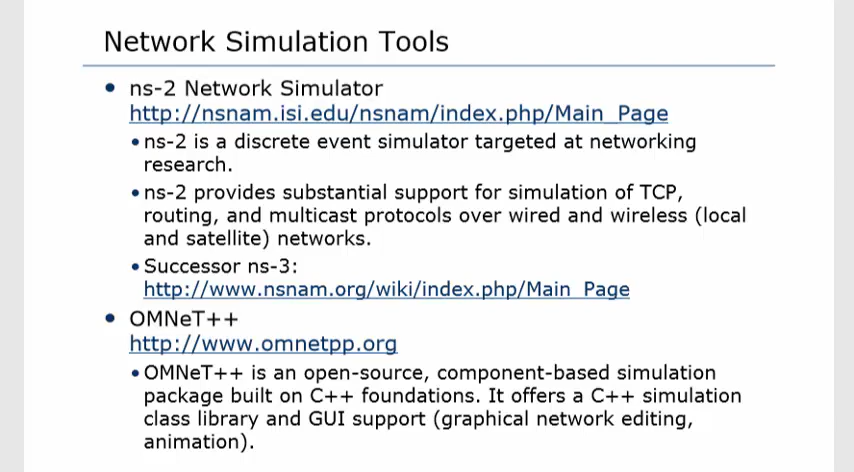 Network Simulation Tools
• ns-2 Network Simulator
http://nsnam.isi.edu/nsnam/index.php/Main_Page
• ns-2 is a discrete event simulator targeted at networking
research.
• ns-2 provides substantial support for simulation of TCP,
routing, and multicast protocols over wired and wireless (local
and satellite) networks.
• Successor ns-3:
http://www.nsnam.org/wiki/index.php/Main_Page
• OMNeT++
http://www.omnetpp.org
• OMNeT++ is an open-source, component-based simulation
package built on C++ foundations. It offers a C++ simulation
class library and GUI support (graphical network editing,
animation).